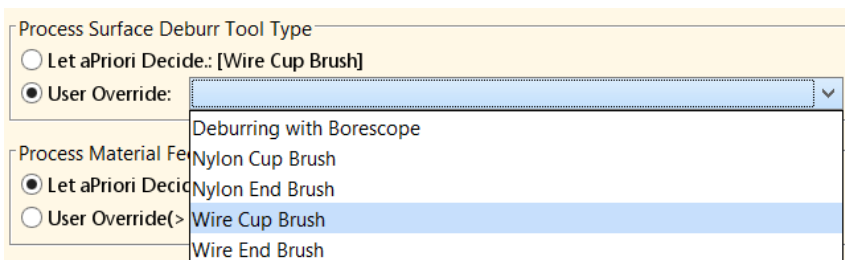 Process Surface Deburr Tool Type
Let aPriori Decide.: [Wire Cup Brush]
User Override:
Deburring with Borescope
Process Material Fe
Nylon Cup Brush
Let aPriori Decid
Nylon End Brush
User Override(>
Wire Cup Brush
Wire End Brush